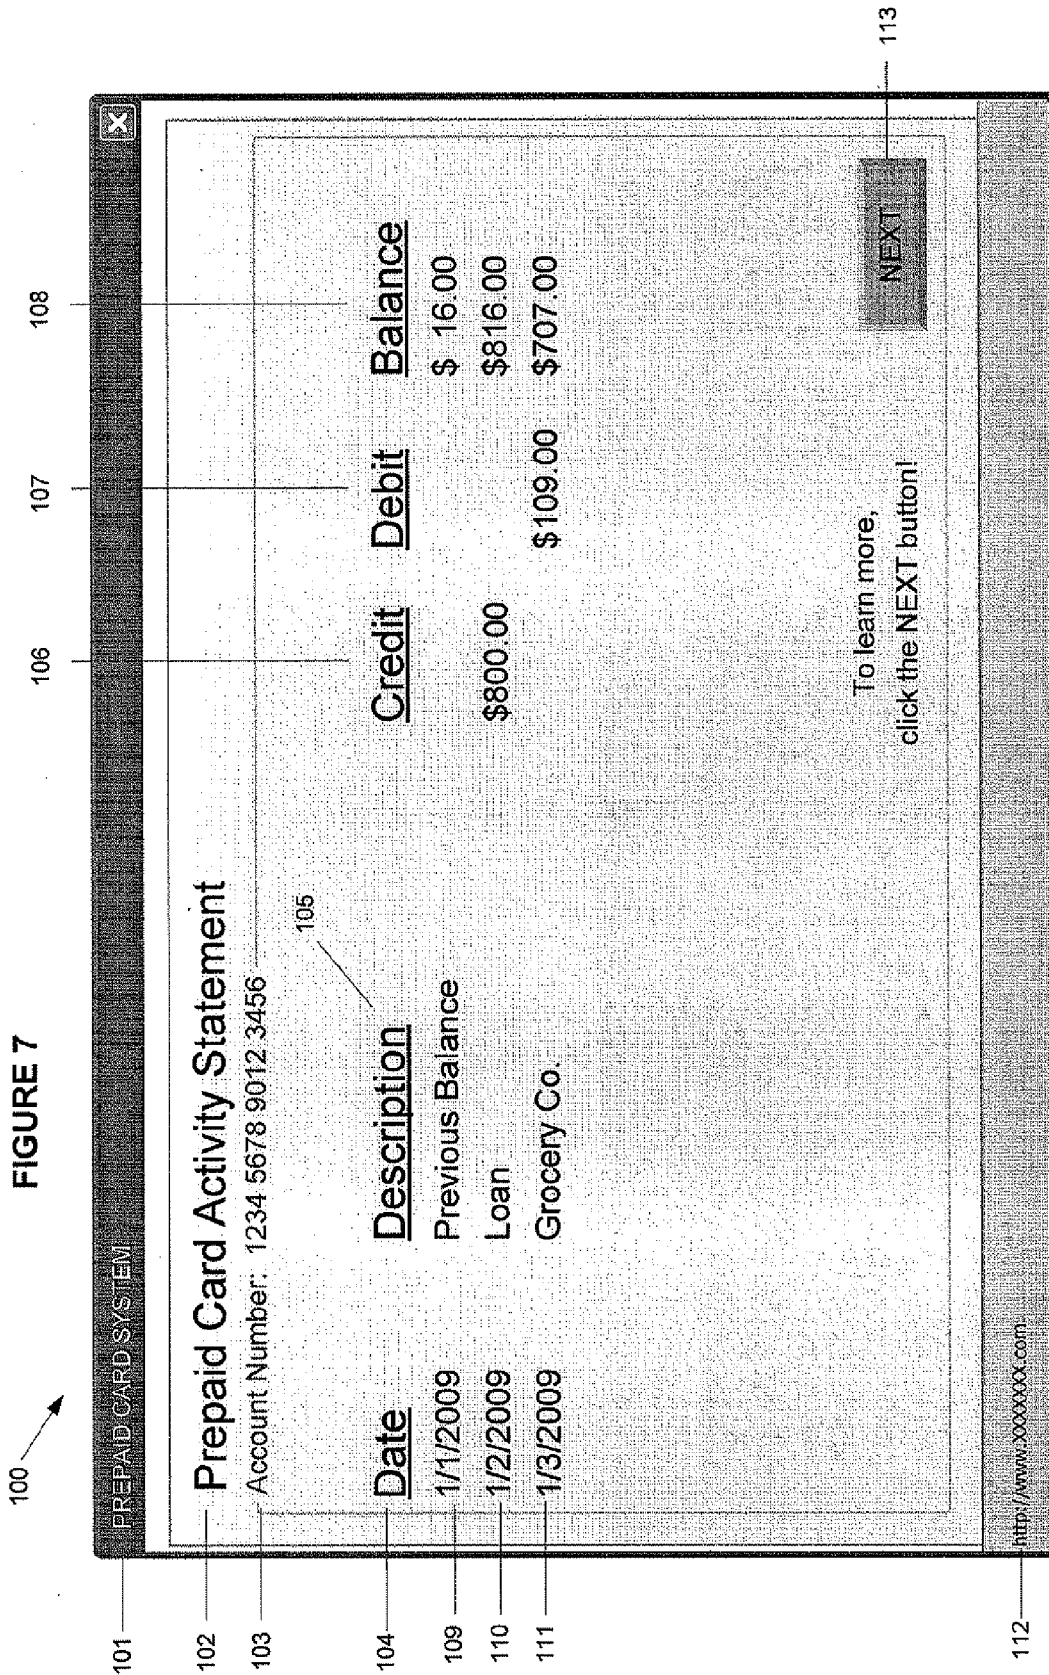 FIGURE 7
100
106 107 108
101 PREPAID CARD SYSTEM X
102 Prepaid Card Activity Statement
103 Account Number: 1234 5678 9012 3456
105
104 Date Description Credit Debit Balance
109 1/1/2009 Previous Balance $ 16.00
110 1/2/2009 Loan $800.00 $816.00
111 1/3/2009 Grocery Co. $109.00 $707.00
To learn more,
click the NEXT button!
NEXT 113
112 http://www.xxxxxxx.com